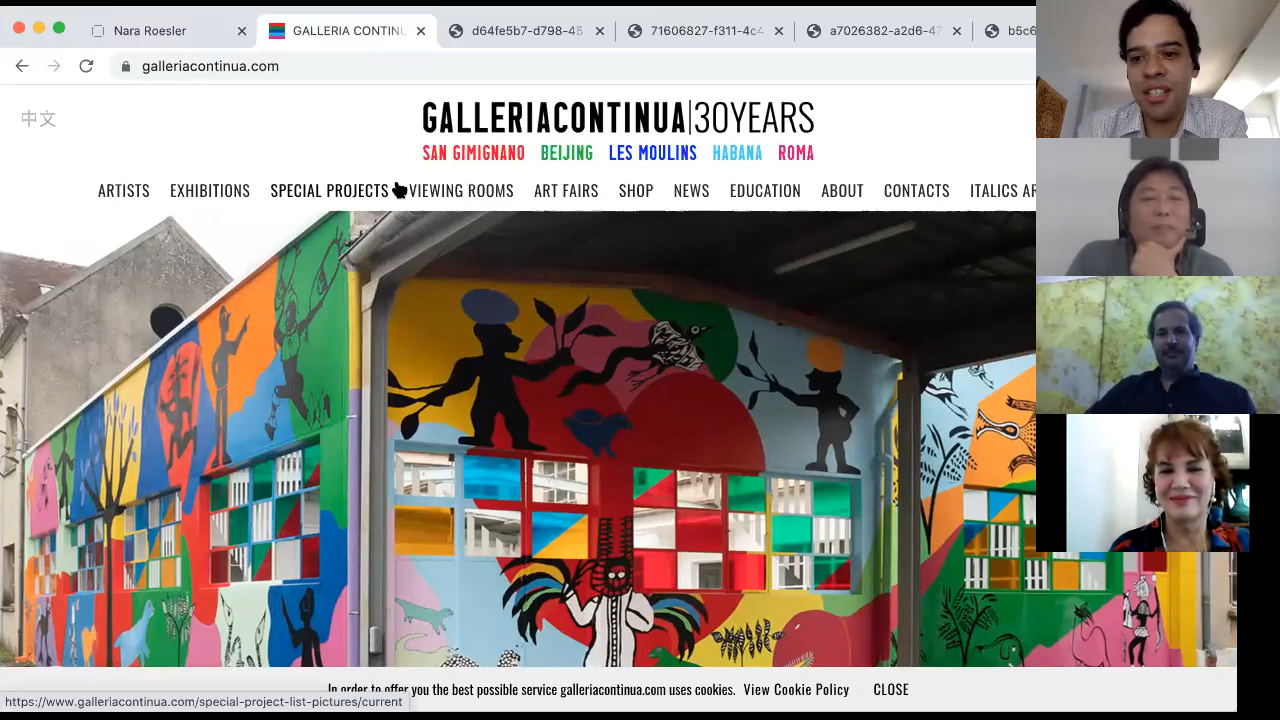 Nara Roesler
GALLERIA CONTINU
d64fe5b7-d798-45
71606827-f311-4c4
a7026382-a2d6-47
b5c6
galleriacontinua.com
中文
GALLERIACONTINUA|30YEARS
SAN GIMIGNANO BEIJING LES MOULINS HABANA ROMA
ARTISTS EXHIBITIONS SPECIAL PROJECTS VIEWING ROOMS ART FAIRS SHOP NEWS EDUCATION ABOUT CONTACTS ITALICS AR
In order to offer you the best possible service galleriacontinua.com uses cookies. View Cookie Policy CLOSE
https://www.galleriacontinua.com/special-project-list-pictures/current